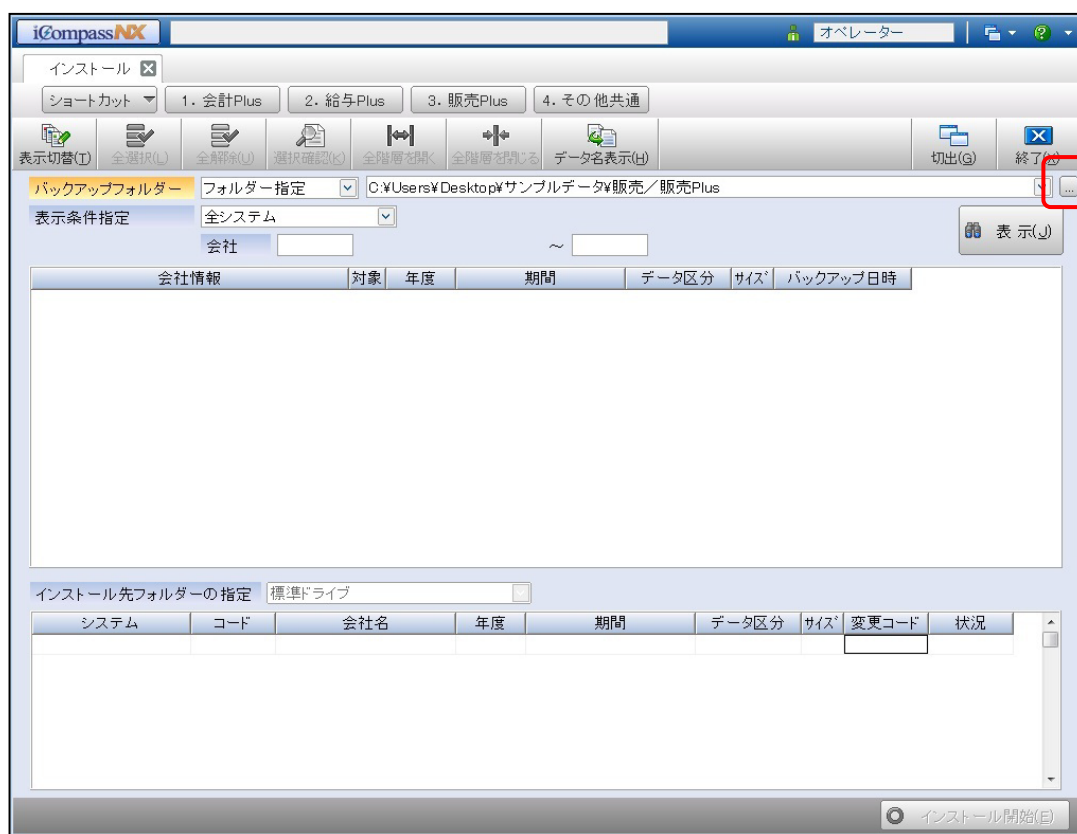 iCompassNX オペレーター
インストール
ショートカット 1. 会計Plus 2. 給与Plus 3. 販売Plus 4. その他共通
表示切替(T) 全選択(L) 全解除(U) 選択確認(K) 全階層を開く 全階層を閉じる データ名表示(H) 切出(G) 終了(X)
バックアップフォルダー フォルダー指定 C:¥Users¥Desktop¥サンプルデータ¥販売／販売Plus ...
表示条件指定 全システム 表 示(J)
会社 ～
会社情報 対象 年度 期間 データ区分 サイズ バックアップ日時
インストール先フォルダーの指定 標準ドライブ
システム コード 会社名 年度 期間 データ区分 サイズ 変更コード 状況
インストール開始(E)